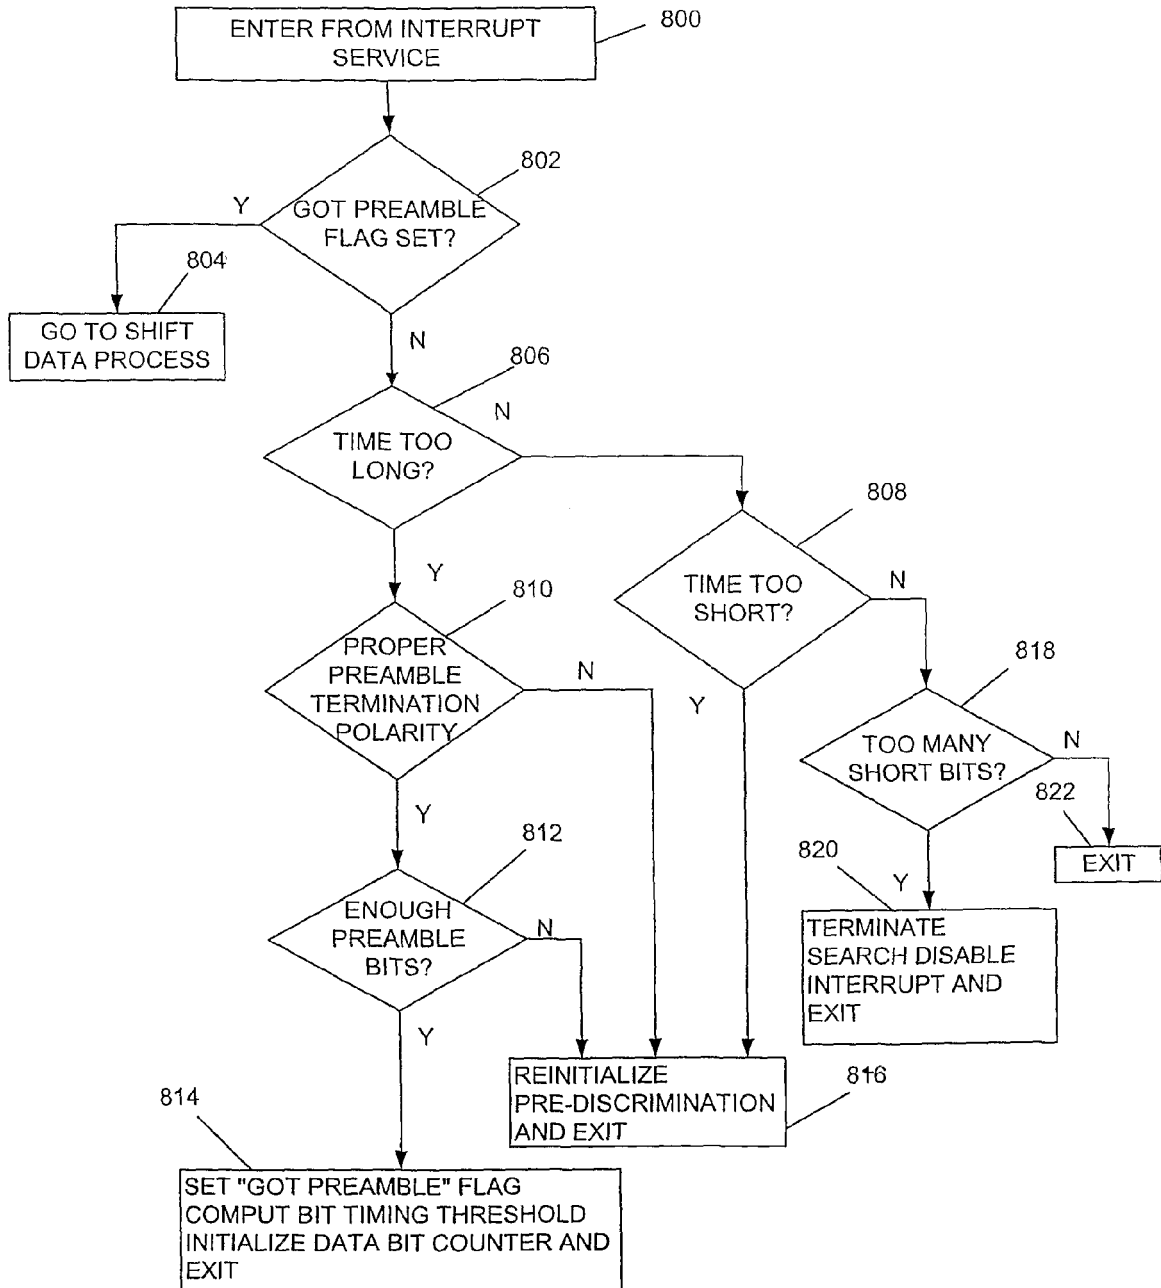 ENTER FROM INTERRUPT
SERVICE
800
802
Y
GOT PREAMBLE
FLAG SET?
804
GO TO SHIFT
DATA PROCESS
N
806
N
TIME TOO
LONG?
808
Y
TIME TOO
SHORT?
N
810
PROPER
PREAMBLE
TERMINATION
POLARITY
N
Y
818
TOO MANY
SHORT BITS?
N
822
EXIT
Y
812
820
Y
ENOUGH
PREAMBLE
BITS?
N
TERMINATE
SEARCH DISABLE
INTERRUPT AND
EXIT
Y
REINITIALIZE
PRE-DISCRIMINATION
AND EXIT
816
814
SET "GOT PREAMBLE" FLAG
COMPUT BIT TIMING THRESHOLD
INITIALIZE DATA BIT COUNTER AND
EXIT